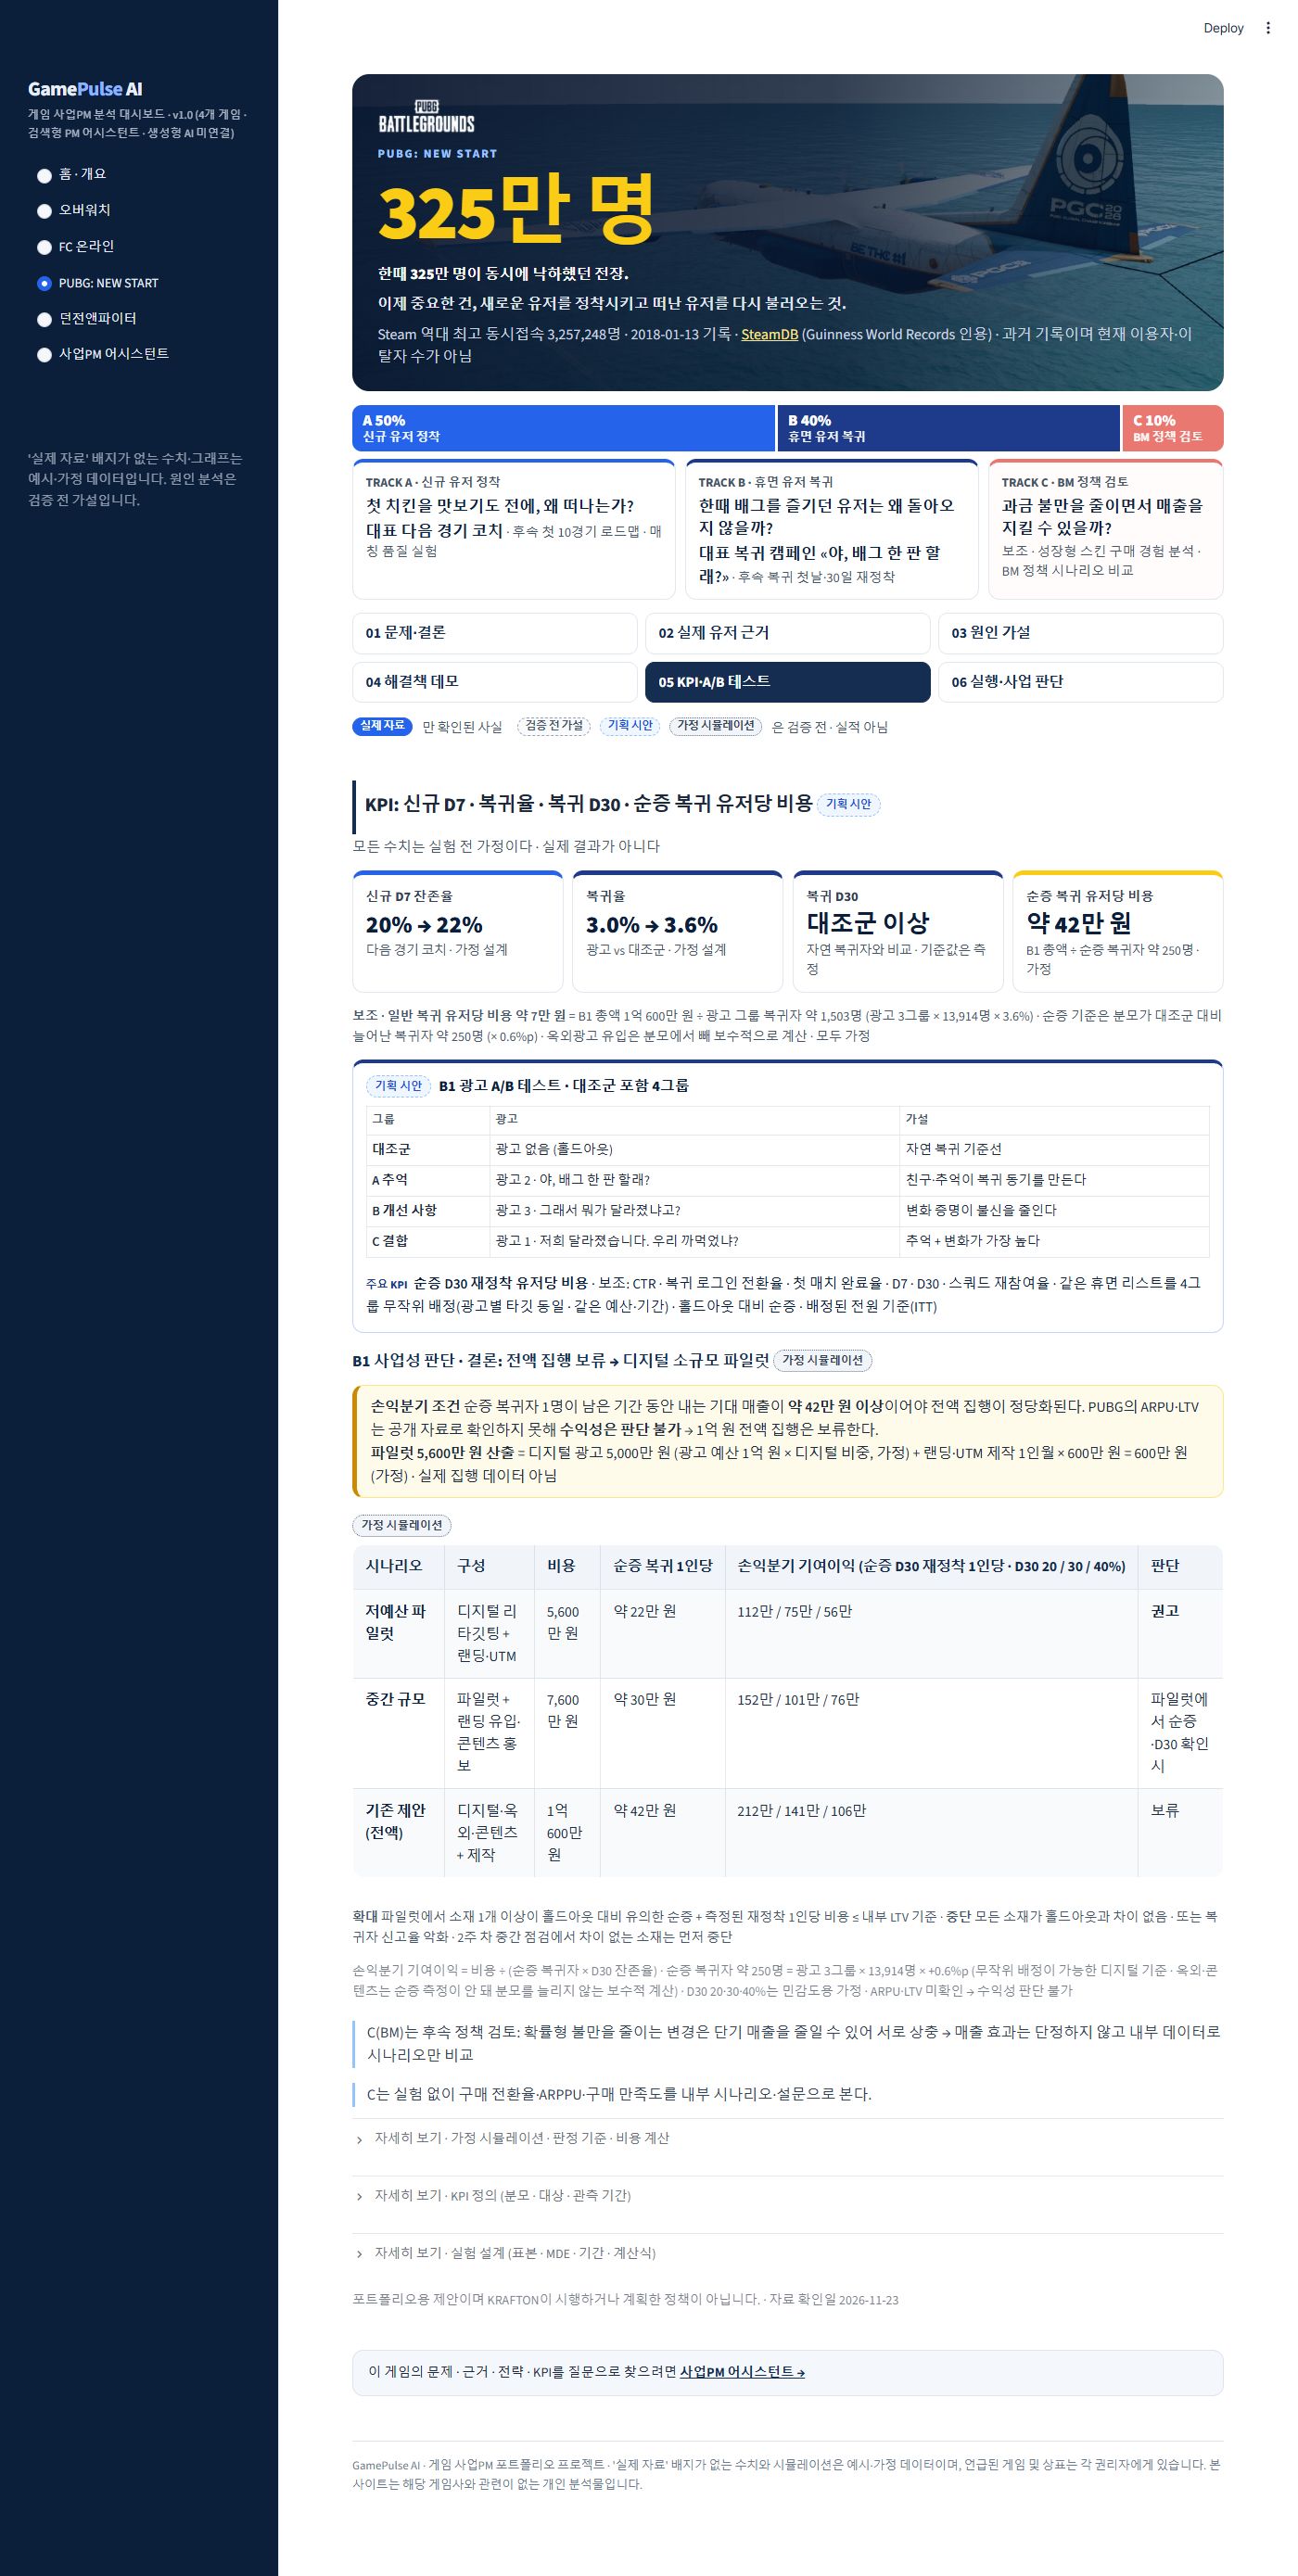 Deploy
GamePulse AI
게임 사업PM 분석 대시보드 · v1.0 (4개 게임 ·
검색형 PM 어시스턴트 · 생성형 AI 미연결)
홈 · 개요
오버워치
FC 온라인
PUBG: NEW START
던전앤파이터
사업PM 어시스턴트
'실제 자료' 배지가 없는 수치·그래프는
예시·가정 데이터입니다. 원인 분석은
검증 전 가설입니다.
PUBG
BATTLEGROUNDS
PUBG: NEW START
325만 명
한때 325만 명이 동시에 낙하했던 전장.
이제 중요한 건, 새로운 유저를 정착시키고 떠난 유저를 다시 불러오는 것.
Steam 역대 최고 동시접속 3,257,248명 · 2018-01-13 기록 · SteamDB (Guinness World Records 인용) · 과거 기록이며 현재 이용자·이
탈자 수가 아님
A 50%
신규 유저 정착
B 40%
휴면 유저 복귀
C 10%
BM 정책 검토
TRACK A · 신규 유저 정착
첫 치킨을 맛보기도 전에, 왜 떠나는가?
대표 다음 경기 코치 · 후속 첫 10경기 로드맵 · 매
칭 품질 실험
TRACK B · 휴면 유저 복귀
한때 배그를 즐기던 유저는 왜 돌아오
지 않을까?
대표 복귀 캠페인 «야, 배그 한 판 할
래?» · 후속 복귀 첫날·30일 재정착
TRACK C · BM 정책 검토
과금 불만을 줄이면서 매출을
지킬 수 있을까?
보조 · 성장형 스킨 구매 경험 분석 ·
BM 정책 시나리오 비교
01 문제·결론
02 실제 유저 근거
03 원인 가설
04 해결책 데모
05 KPI·A/B 테스트
06 실행·사업 판단
실제 자료 만 확인된 사실 검증 전 가설 기획 시안 가정 시뮬레이션 은 검증 전 · 실적 아님
KPI: 신규 D7 · 복귀율 · 복귀 D30 · 순증 복귀 유저당 비용 기획 시안
모든 수치는 실험 전 가정이다 · 실제 결과가 아니다
신규 D7 잔존율
20% → 22%
다음 경기 코치 · 가정 설계
복귀율
3.0% → 3.6%
광고 vs 대조군 · 가정 설계
복귀 D30
대조군 이상
자연 복귀자와 비교 · 기준값은 측
정
순증 복귀 유저당 비용
약 42만 원
B1 총액 ÷ 순증 복귀자 약 250명 ·
가정
보조 · 일반 복귀 유저당 비용 약 7만 원 = B1 총액 1억 600만 원 ÷ 광고 그룹 복귀자 약 1,503명 (광고 3그룹 × 13,914명 × 3.6%) · 순증 기준은 분모가 대조군 대비
늘어난 복귀자 약 250명 (× 0.6%p) · 옥외광고 유입은 분모에서 빼 보수적으로 계산 · 모두 가정
기획 시안 B1 광고 A/B 테스트 · 대조군 포함 4그룹
그룹 광고 가설
대조군 광고 없음 (홀드아웃) 자연 복귀 기준선
A 추억 광고 2 · 야, 배그 한 판 할래? 친구·추억이 복귀 동기를 만든다
B 개선 사항 광고 3 · 그래서 뭐가 달라졌냐고? 변화 증명이 불신을 줄인다
C 결합 광고 1 · 저희 달라졌습니다. 우리 까먹었냐? 추억 + 변화가 가장 높다
주요 KPI 순증 D30 재정착 유저당 비용 · 보조: CTR · 복귀 로그인 전환율 · 첫 매치 완료율 · D7 · D30 · 스쿼드 재참여율 · 같은 휴면 리스트를 4그
룹 무작위 배정(광고별 타깃 동일 · 같은 예산·기간) · 홀드아웃 대비 순증 · 배정된 전원 기준(ITT)
B1 사업성 판단 · 결론: 전액 집행 보류 → 디지털 소규모 파일럿 가정 시뮬레이션
손익분기 조건 순증 복귀자 1명이 남은 기간 동안 내는 기대 매출이 약 42만 원 이상이어야 전액 집행이 정당화된다. PUBG의 ARPU·LTV
는 공개 자료로 확인하지 못해 수익성은 판단 불가 → 1억 원 전액 집행은 보류한다.
파일럿 5,600만 원 산출 = 디지털 광고 5,000만 원 (광고 예산 1억 원 × 디지털 비중, 가정) + 랜딩·UTM 제작 1인월 × 600만 원 = 600만 원
(가정) · 실제 집행 데이터 아님
가정 시뮬레이션
시나리오 구성 비용 순증 복귀 1인당 손익분기 기여이익 (순증 D30 재정착 1인당 · D30 20 / 30 / 40%) 판단
저예산 파
일럿
디지털 리
타깃팅 +
랜딩·UTM
5,600
만 원
약 22만 원
112만 / 75만 / 56만
권고
중간 규모
파일럿 +
랜딩 유입·
콘텐츠 홍
보
7,600
만 원
약 30만 원
152만 / 101만 / 76만
파일럿에
서 순증
·D30 확인
시
기존 제안
(전액)
디지털·옥
외·콘텐츠
+ 제작
1억
600만
원
약 42만 원
212만 / 141만 / 106만
보류
확대 파일럿에서 소재 1개 이상이 홀드아웃 대비 유의한 순증 + 측정된 재정착 1인당 비용 ≤ 내부 LTV 기준 · 중단 모든 소재가 홀드아웃과 차이 없음 · 또는 복
귀자 신고율 악화 · 2주 차 중간 점검에서 차이 없는 소재는 먼저 중단
손익분기 기여이익 = 비용 ÷ (순증 복귀자 × D30 잔존율) · 순증 복귀자 약 250명 = 광고 3그룹 × 13,914명 × +0.6%p (무작위 배정이 가능한 디지털 기준 · 옥외·콘
텐츠는 순증 측정이 안 돼 분모를 늘리지 않는 보수적 계산) · D30 20·30·40%는 민감도용 가정 · ARPU·LTV 미확인 → 수익성 판단 불가
C(BM)는 후속 정책 검토: 확률형 불만을 줄이는 변경은 단기 매출을 줄일 수 있어 서로 상충 → 매출 효과는 단정하지 않고 내부 데이터로
시나리오만 비교
C는 실험 없이 구매 전환율·ARPPU·구매 만족도를 내부 시나리오·설문으로 본다.
자세히 보기 · 가정 시뮬레이션 · 판정 기준 · 비용 계산
자세히 보기 · KPI 정의 (분모 · 대상 · 관측 기간)
자세히 보기 · 실험 설계 (표본 · MDE · 기간 · 계산식)
포트폴리오용 제안이며 KRAFTON이 시행하거나 계획한 정책이 아닙니다. · 자료 확인일 2026-11-23
이 게임의 문제 · 근거 · 전략 · KPI를 질문으로 찾으려면 사업PM 어시스턴트 →
GamePulse AI · 게임 사업PM 포트폴리오 프로젝트 · '실제 자료' 배지가 없는 수치와 시뮬레이션은 예시·가정 데이터이며, 언급된 게임 및 상표는 각 권리자에게 있습니다. 본
사이트는 해당 게임사와 관련이 없는 개인 분석물입니다.